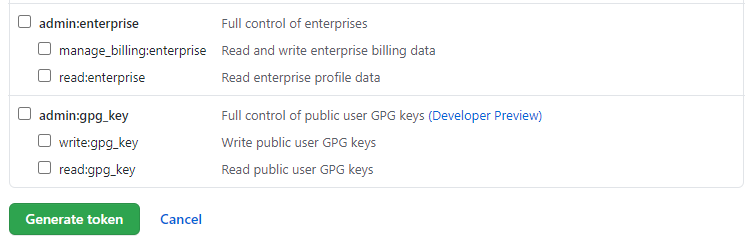 admin:enterprise Full control of enterprises
manage_billing:enterprise Read and write enterprise billing data
read:enterprise Read enterprise profile data
admin:gpg_key Full control of public user GPG keys (Developer Preview)
write:gpg_key Write public user GPG keys
read:gpg_key Read public user GPG keys
Generate token Cancel